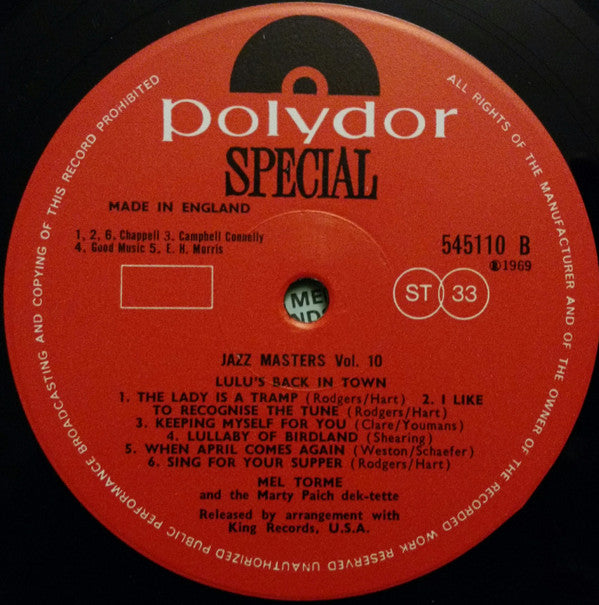 polydor
SPECIAL
MADE IN ENGLAND
1, 2, 6. Chappell 3. Campbell Connelly
4. Good Music 5. E. H. Morris
545110 B
℗1969
ST 33
ME
ND
JAZZ MASTERS Vol. 10
LULU'S BACK IN TOWN
1. THE LADY IS A TRAMP (Rodgers/Hart) 2. I LIKE
TO RECOGNISE THE TUNE (Rodgers/Hart)
3. KEEPING MYSELF FOR YOU (Clare/Youmans)
4. LULLABY OF BIRDLAND (Shearing)
5. WHEN APRIL COMES AGAIN (Weston/Schaefer)
6. SING FOR YOUR SUPPER (Rodgers/Hart)
MEL TORME
and the Marty Paich dek-tette
Released by arrangement with
King Records, U.S.A.
ALL RIGHTS OF THE MANUFACTURER AND OF THE OWNER OF THE RECORDED WORK RESERVED UNAUTHORIZED PUBLIC PERFORMANCE BROADCASTING AND COPYING OF THIS RECORD PROHIBITED